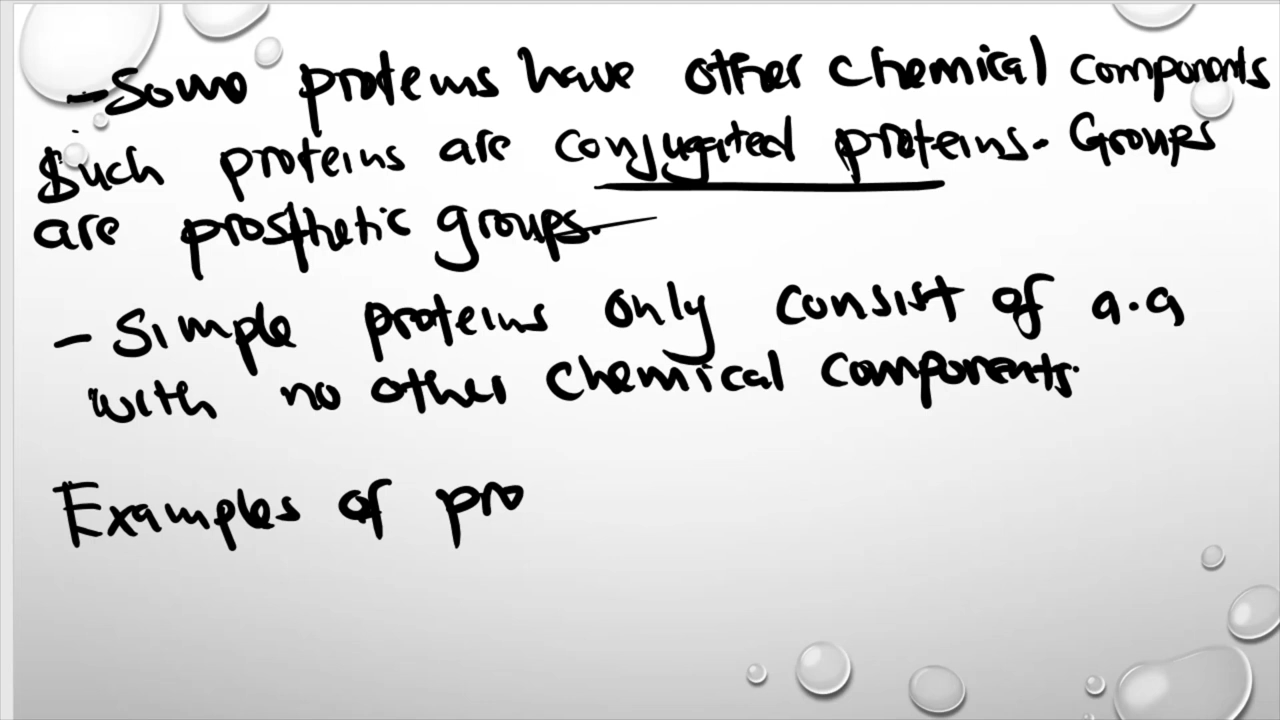 - Some proteins have other chemical components
Such proteins are conjugated proteins. Groups
are prosthetic groups.
- Simple proteins only consist of a.a
with no other chemical components.
Examples of pro